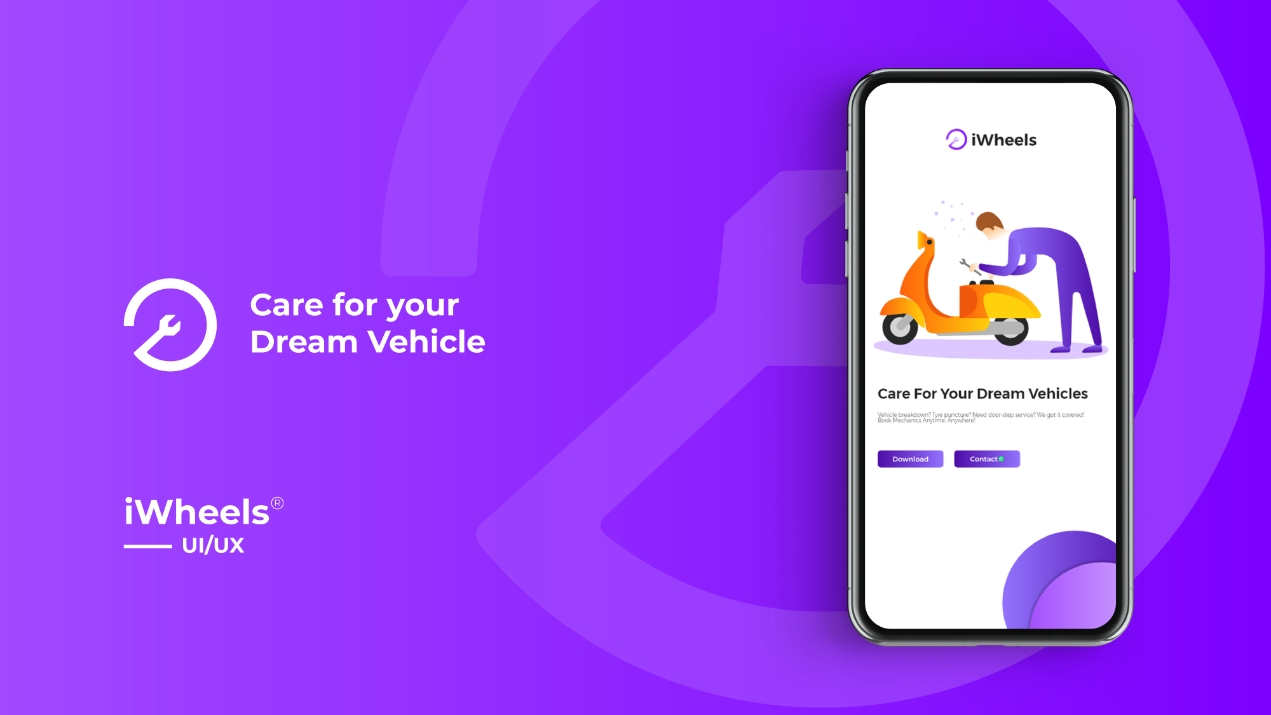 Care for your
Dream Vehicle
iWheels®
UI/UX
iWheels
Care For Your Dream Vehicles
Vehicle breakdown? Tyre puncture? Need door-step service? We got it covered!
Book Mechanics Anytime, Anywhere!
Download
Contact